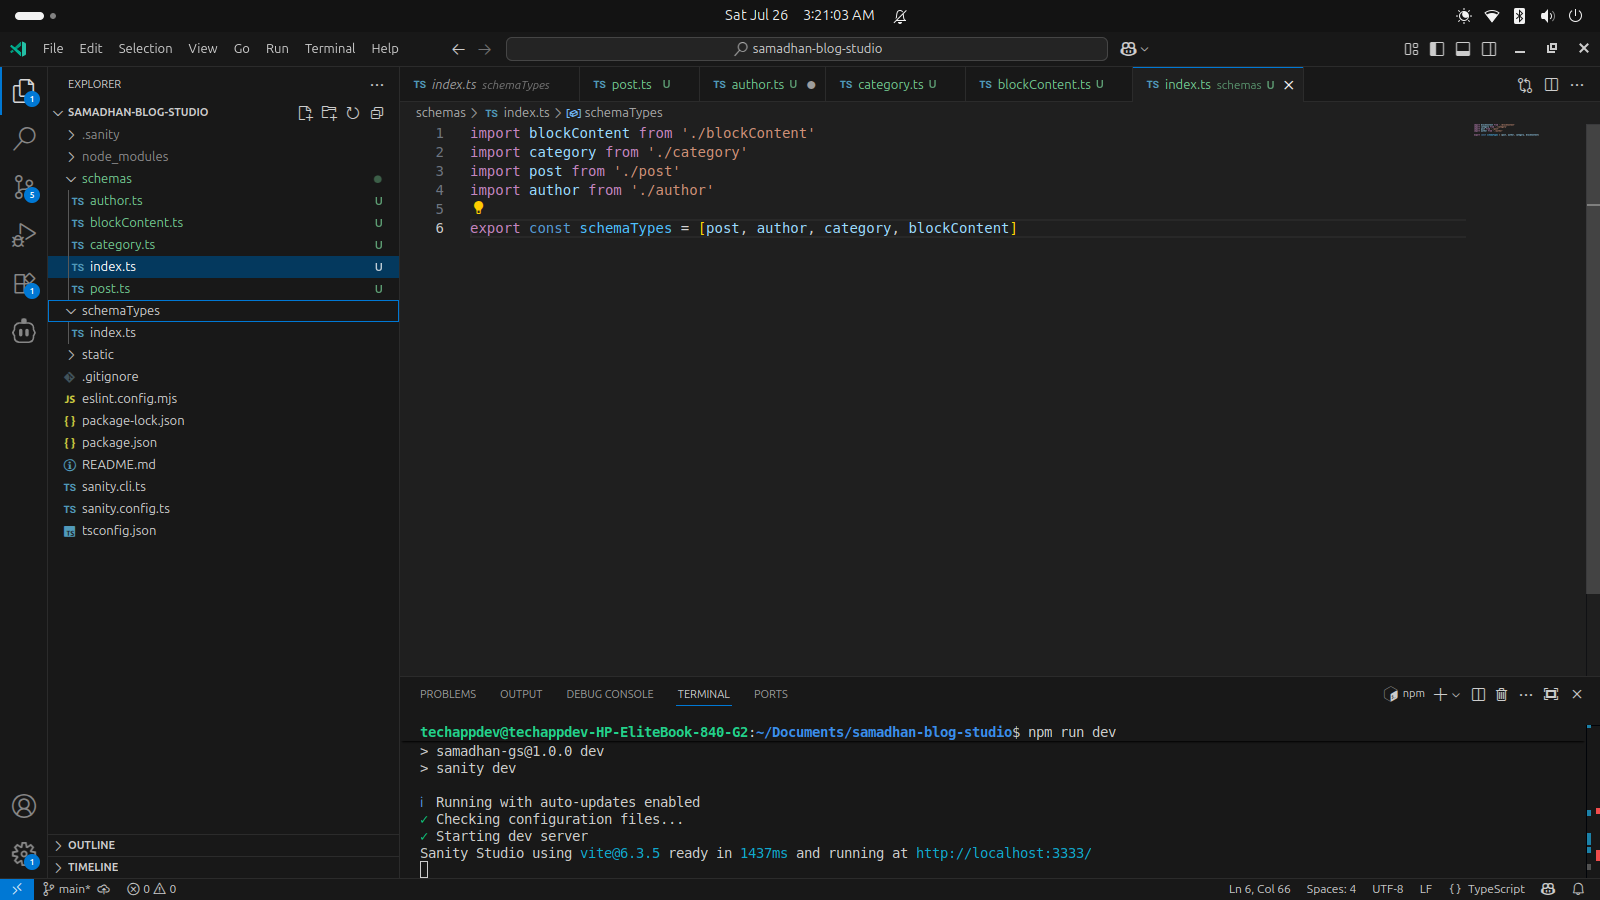 Sat Jul 26 3:21:03 AM
File Edit Selection View Go Run Terminal Help
samadhan-blog-studio
EXPLORER
SAMADHAN-BLOG-STUDIO
.sanity
node_modules
schemas
TS author.ts U
TS blockContent.ts U
TS category.ts U
TS index.ts U
TS post.ts U
schemaTypes
TS index.ts
static
.gitignore
JS eslint.config.mjs
{} package-lock.json
{} package.json
README.md
TS sanity.cli.ts
TS sanity.config.ts
TS tsconfig.json
OUTLINE
TIMELINE
1
5
1
1
TS index.ts schemaTypes TS post.ts U TS author.ts U TS category.ts U TS blockContent.ts U TS index.ts schemas U
schemas > TS index.ts > schemaTypes
1 import blockContent from './blockContent'
2 import category from './category'
3 import post from './post'
4 import author from './author'
5
6 export const schemaTypes = [post, author, category, blockContent]
PROBLEMS OUTPUT DEBUG CONSOLE TERMINAL PORTS
npm
techappdev@techappdev-HP-EliteBook-840-G2:~/Documents/samadhan-blog-studio$ npm run dev
> samadhan-gs@1.0.0 dev
> sanity dev
i Running with auto-updates enabled
✓ Checking configuration files...
✓ Starting dev server
Sanity Studio using vite@6.3.5 ready in 1437ms and running at http://localhost:3333/
main* 0 0
Ln 6, Col 66 Spaces: 4 UTF-8 LF {} TypeScript